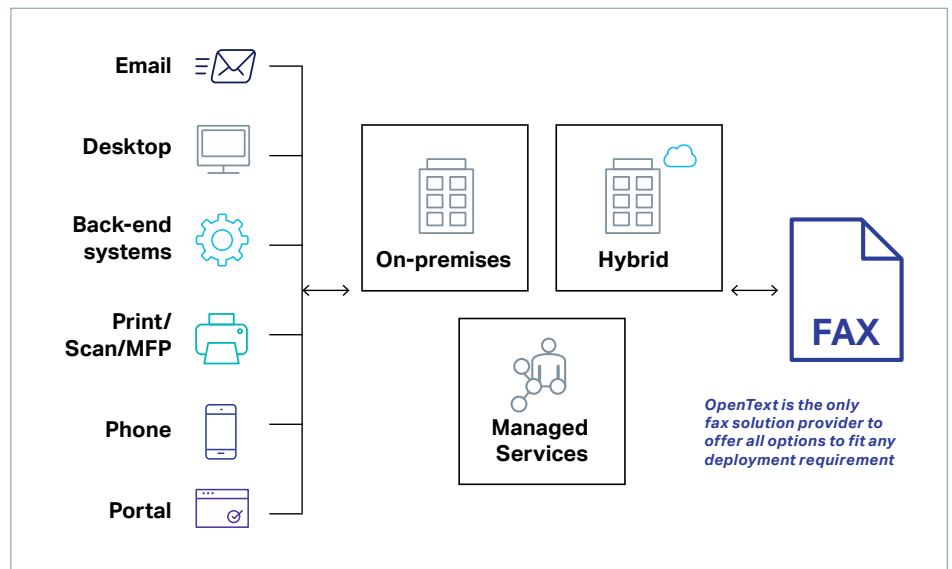 Email
Desktop
Back-end
systems
Print/
Scan/MFP
Phone
Portal
On-premises
Hybrid
Managed
Services
FAX
OpenText is the only
fax solution provider to
offer all options to fit any
deployment requirement